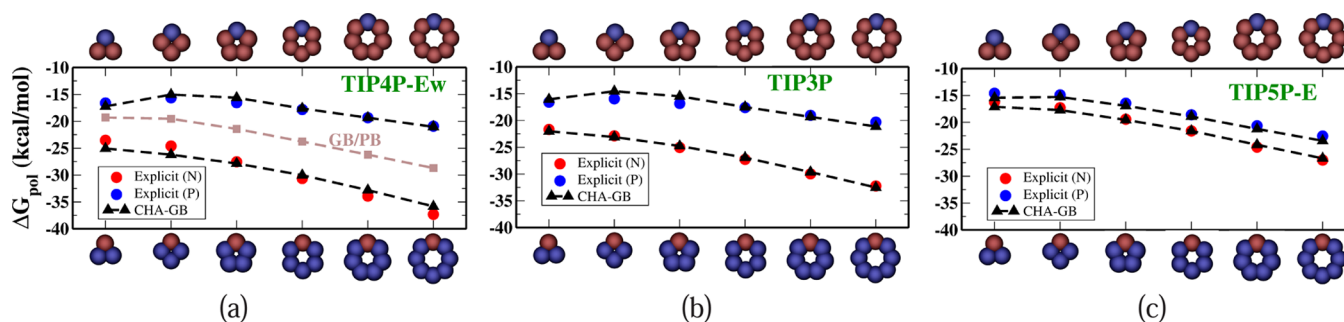 ΔG_pol (kcal/mol)
-10
-15
-20
-25
-30
-35
-40
TIP4P-Ew
GB/PB
Explicit (N)
Explicit (P)
CHA-GB
(a)
-10
-15
-20
-25
-30
-35
-40
TIP3P
Explicit (N)
Explicit (P)
CHA-GB
(b)
-10
-15
-20
-25
-30
-35
-40
TIP5P-E
Explicit (N)
Explicit (P)
CHA-GB
(c)